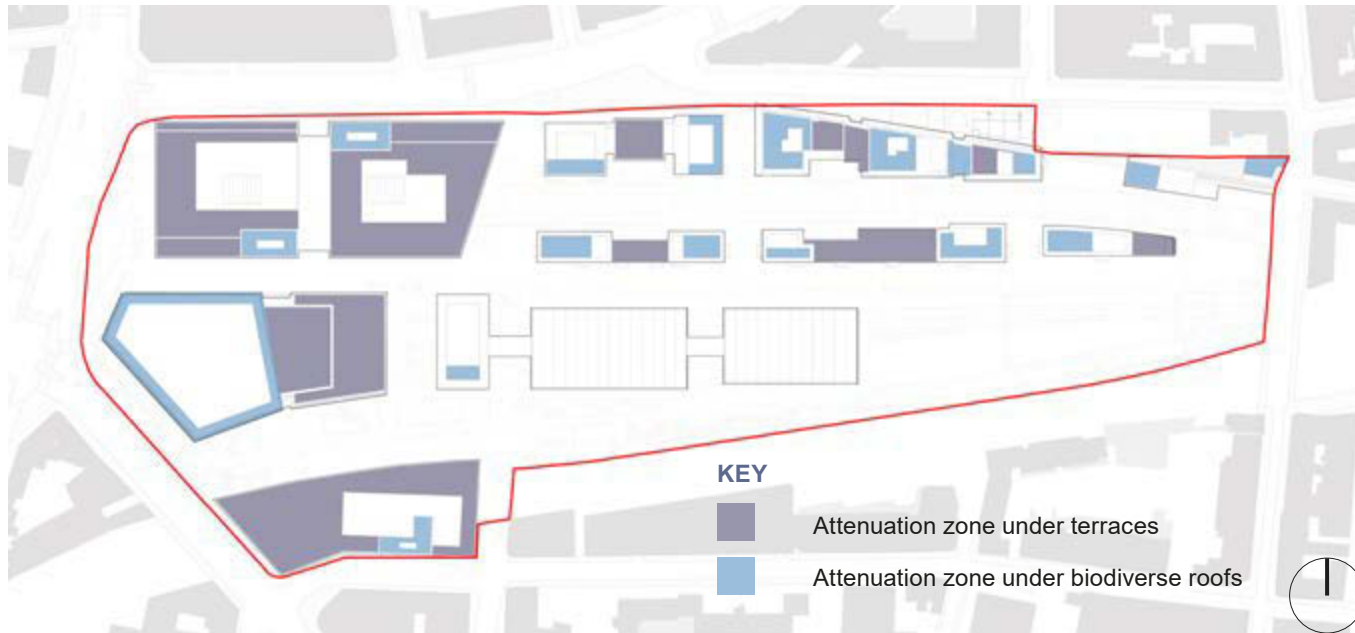 KEY
Attenuation zone under terraces
Attenuation zone under biodiverse roofs